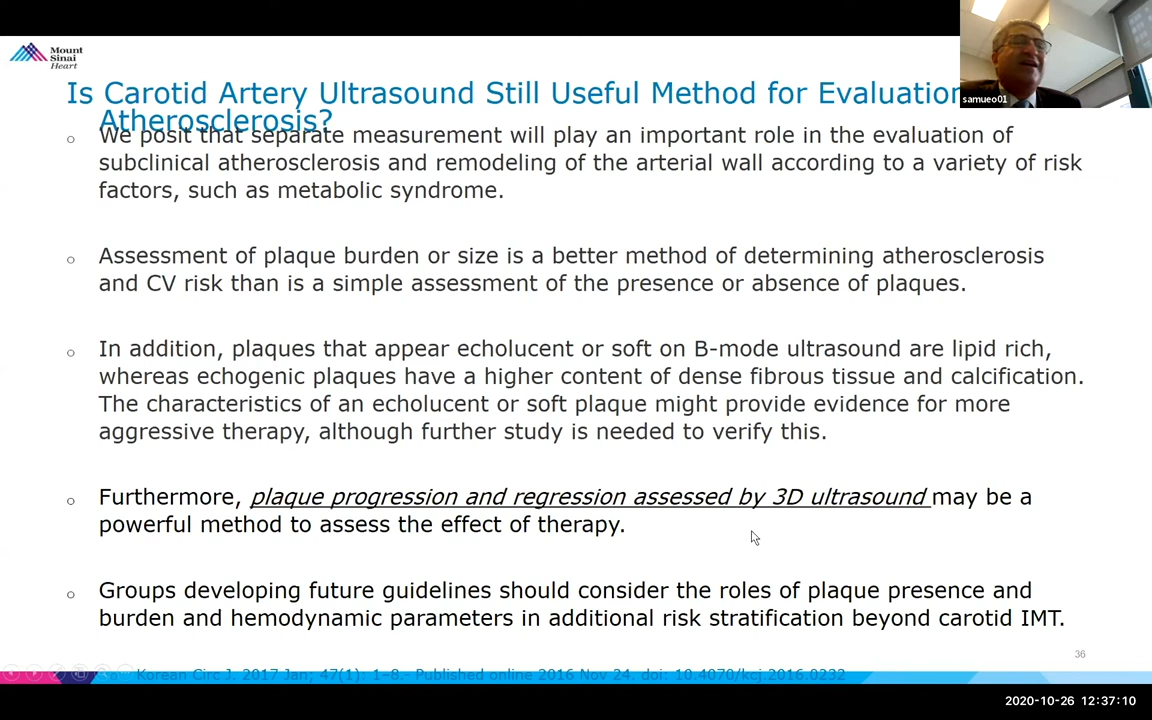 Mount
Sinai
Heart
samueo01
Is Carotid Artery Ultrasound Still Useful Method for Evaluation
Atherosclerosis?
o We posit that separate measurement will play an important role in the evaluation of
subclinical atherosclerosis and remodeling of the arterial wall according to a variety of risk
factors, such as metabolic syndrome.
o Assessment of plaque burden or size is a better method of determining atherosclerosis
and CV risk than is a simple assessment of the presence or absence of plaques.
o In addition, plaques that appear echolucent or soft on B-mode ultrasound are lipid rich,
whereas echogenic plaques have a higher content of dense fibrous tissue and calcification.
The characteristics of an echolucent or soft plaque might provide evidence for more
aggressive therapy, although further study is needed to verify this.
o Furthermore, plaque progression and regression assessed by 3D ultrasound may be a
powerful method to assess the effect of therapy.
o Groups developing future guidelines should consider the roles of plaque presence and
burden and hemodynamic parameters in additional risk stratification beyond carotid IMT.
36
o Korean Circ J. 2017 Jan; 47(1): 1–8.- Published online 2016 Nov 24. doi: 10.4070/kcj.2016.0232
2020-10-26 12:37:10